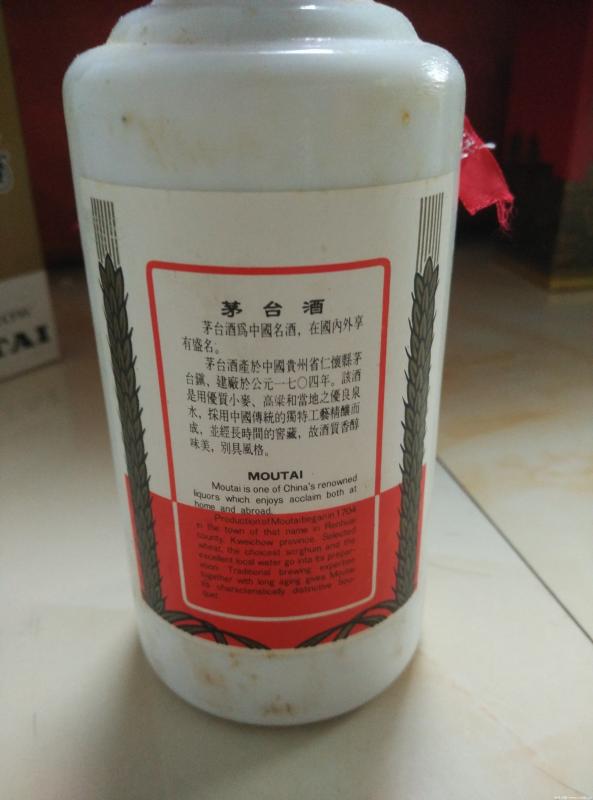 TAI
茅台酒
茅台酒爲中國名酒，在國內外享
有盛名。
茅台酒產於中國貴州省仁懷縣茅
台鎮，建廠於公元一七〇四年。該酒
是用優質小麥、高粱和當地之優良泉
水，採用中國傳統的獨特工藝精釀而
成，並經長時間的窖藏，故酒質香醇
味美，別具風格。
MOUTAI
Moutai is one of China's renowned
liquors which enjoys acclaim both at
home and abroad.
Production of Moutai began in 1704
in the town of that name in Renhuai
county, Kweichow province. Selected
wheat, the choicest sorghum and the
excellent local water go into its prepar-
ation. Traditional brewing expertise
together with long aging gives Moutai
its characteristically distinctive bou-
quet.